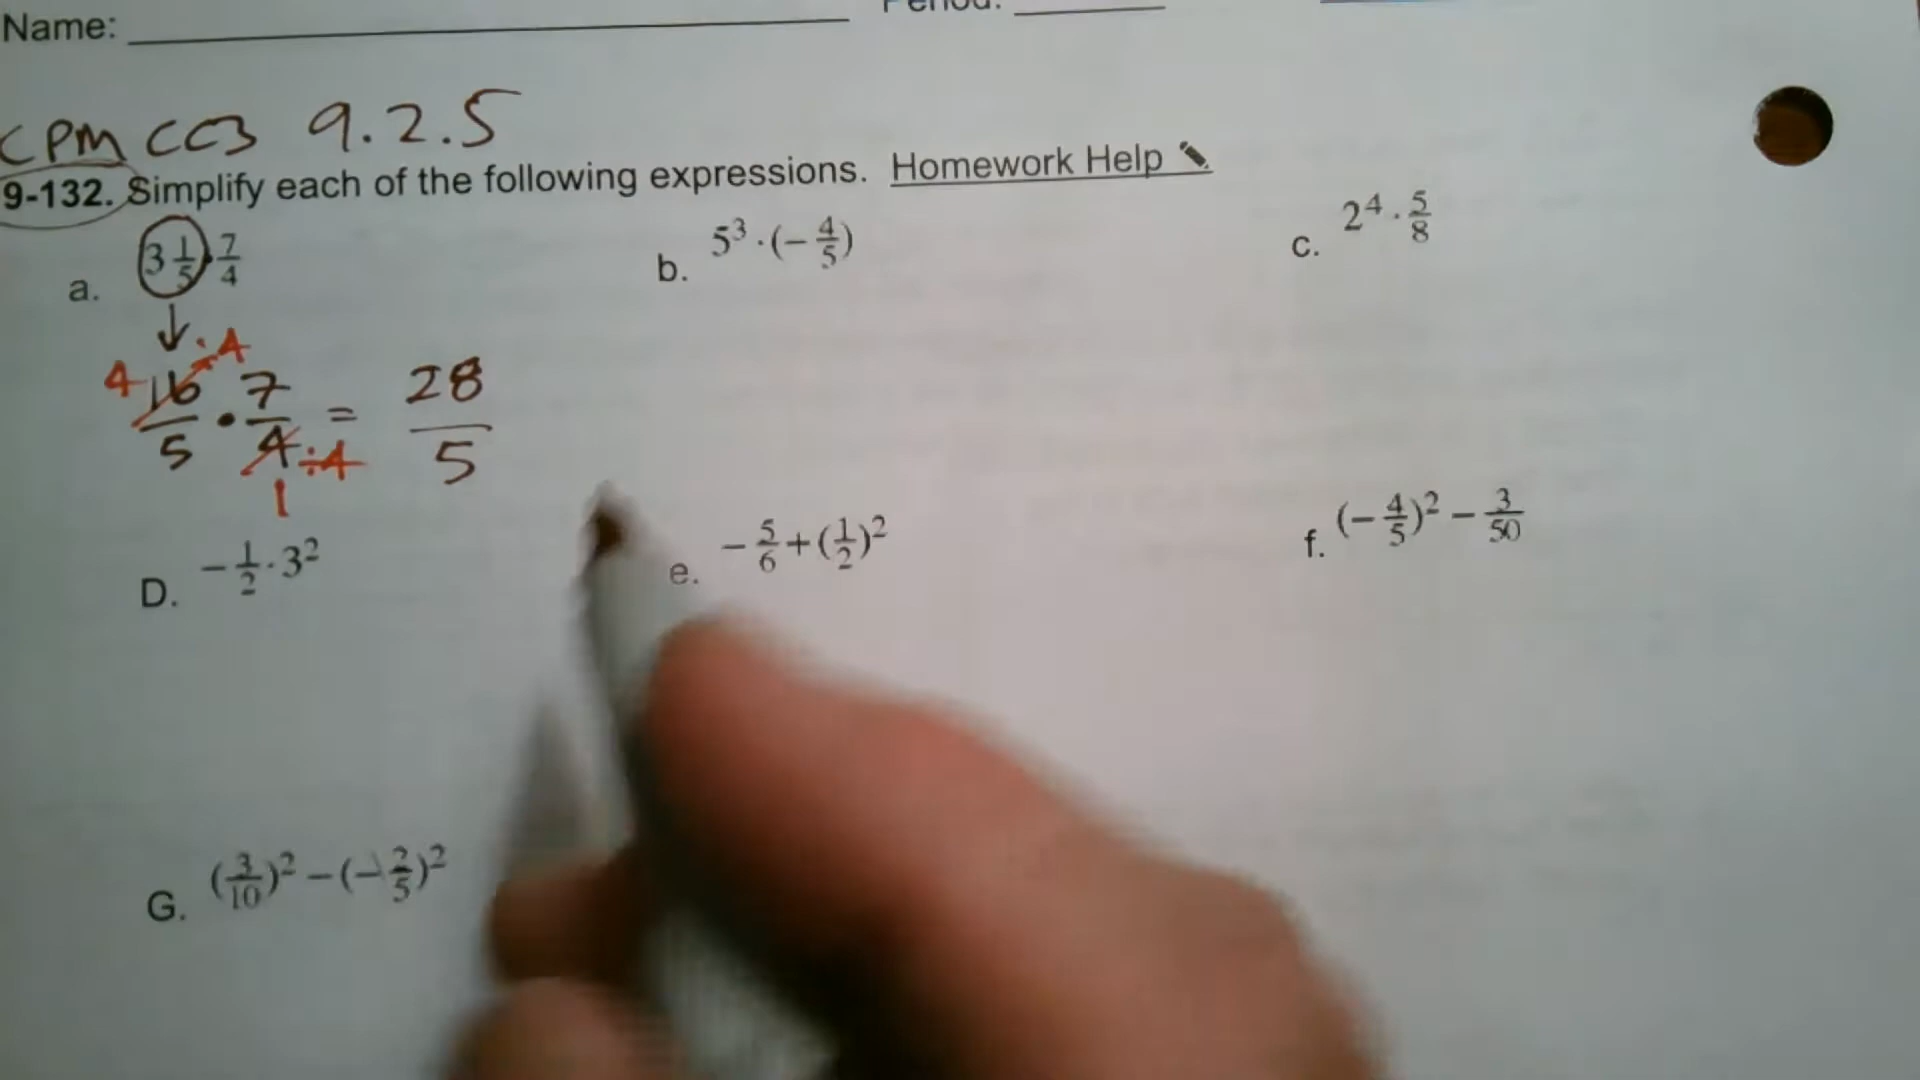 Name: Period:
CPM CC3 9.2.5
9-132. Simplify each of the following expressions. Homework Help ✎
a. 3 1/5 · 7/4
b. 5³ · (− 4/5)
c. 2⁴ · 5/8
4 16/5 · 7/4 = 28/5
÷4
1
D. − 1/2 · 3²
e. − 5/6 + (1/2)²
f. (− 4/5)² − 3/50
G. (3/10)² − (− 2/5)²